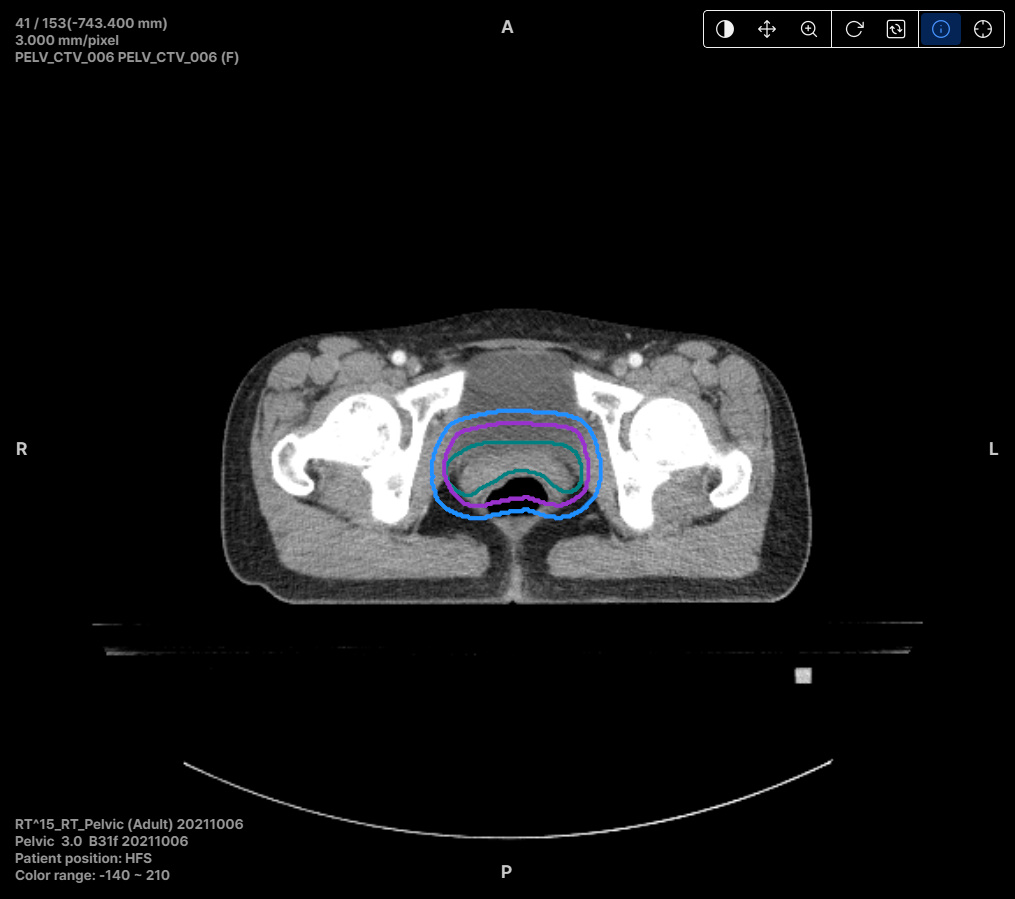 41 / 153(-743.400 mm)
3.000 mm/pixel
PELV_CTV_006 PELV_CTV_006 (F)
A
R
L
RT^15_RT_Pelvic (Adult) 20211006
Pelvic  3.0  B31f 20211006
Patient position: HFS
Color range: -140 ~ 210
P